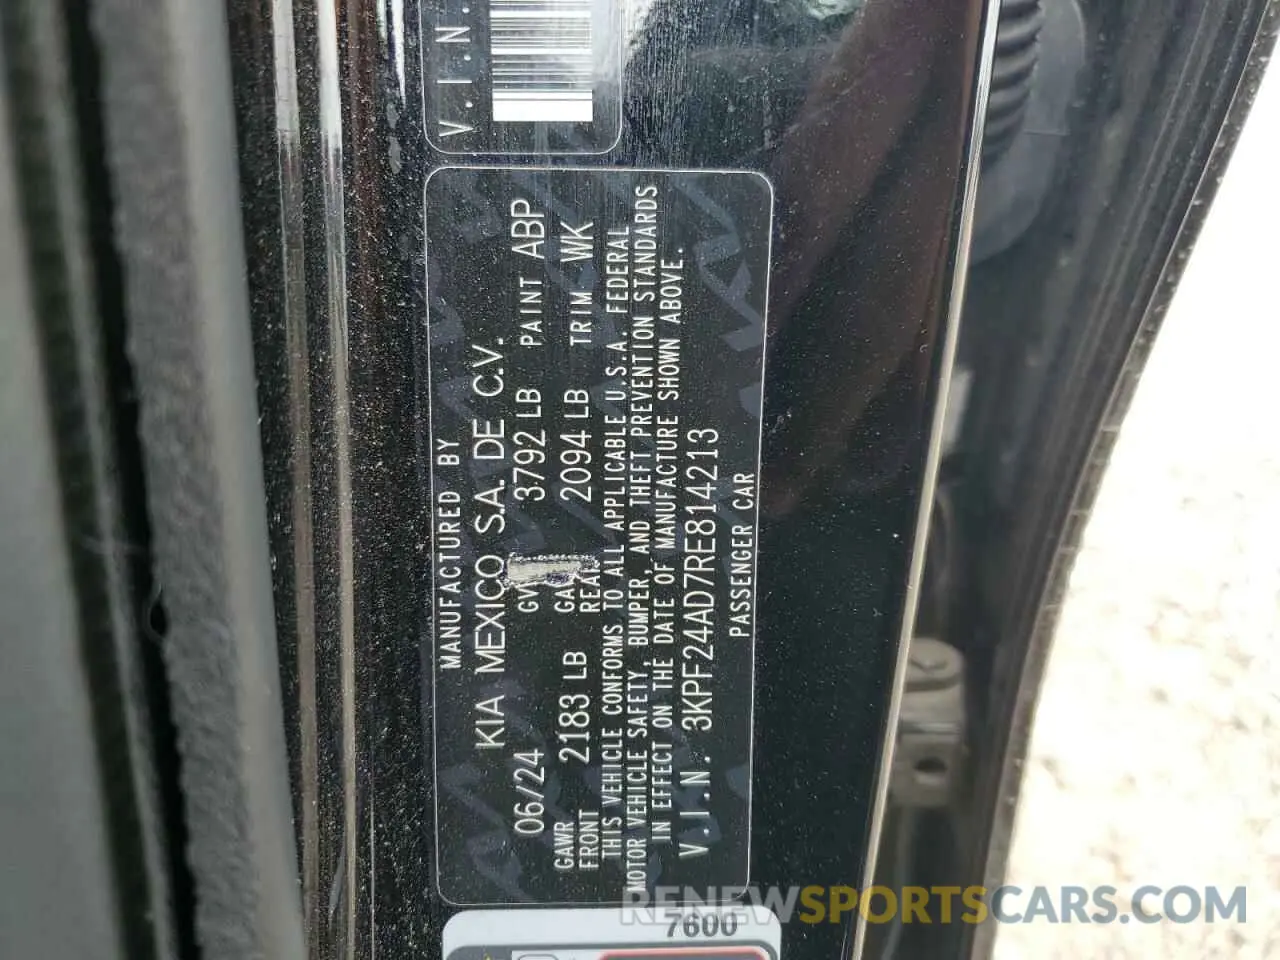 V.I.N.
MANUFACTURED BY
KIA MEXICO S.A. DE C.V.
06/24 3792 LB PAINT ABP
GAWR FRONT 2183 LB 2094 LB TRIM WK
THIS VEHICLE CONFORMS TO ALL APPLICABLE U.S.A. FEDERAL
MOTOR VEHICLE SAFETY, BUMPER, AND THEFT PREVENTION STANDARDS
IN EFFECT ON THE DATE OF MANUFACTURE SHOWN ABOVE.
V.I.N. 3KPF24AD7RE814213
PASSENGER CAR
7600
RENEWSPORTSCARS.COM